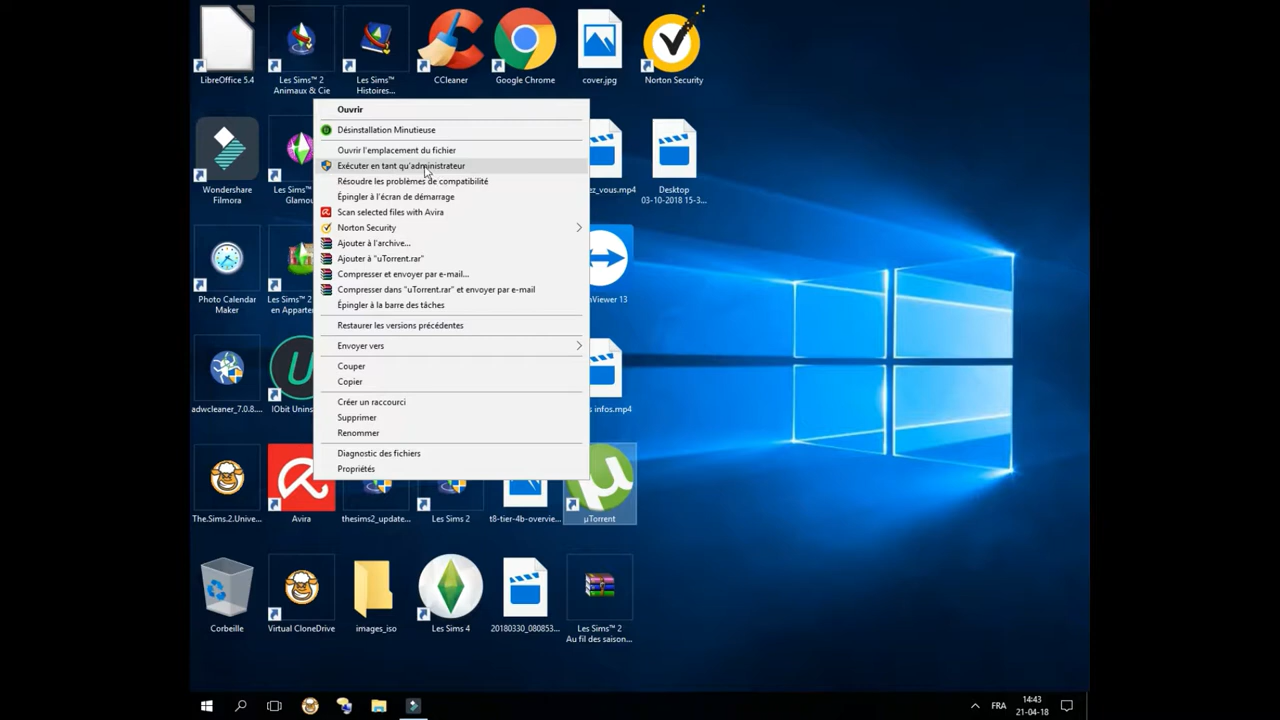 LibreOffice 5.4
Les Sims™ 2
Animaux & Cie
Les Sims™
Histoires...
CCleaner
Google Chrome
cover.jpg
Norton Security
Ouvrir
Désinstallation Minutieuse
Ouvrir l'emplacement du fichier
Exécuter en tant qu'administrateur
Résoudre les problèmes de compatibilité
Épingler à l'écran de démarrage
Scan selected files with Avira
Norton Security
Ajouter à l'archive...
Ajouter à "uTorrent.rar"
Compresser et envoyer par e-mail...
Compresser dans "uTorrent.rar" et envoyer par e-mail
Épingler à la barre des tâches
Restaurer les versions précédentes
Envoyer vers
Couper
Copier
Créer un raccourci
Supprimer
Renommer
Diagnostic des fichiers
Propriétés
Wondershare
Filmora
Les Sim
Glamou
ez_vous.mp4
Desktop
03-10-2018 15-3...
Photo Calendar
Maker
Les Sims™ 2
en Apparte
nViewer 13
adwcleaner_7.0.8....
IObit Unins
s infos.mp4
The.Sims.2.Unive...
Avira
thesims2_update...
Les Sims 2
t8-tier-4b-overvie...
µTorrent
Corbeille
Virtual CloneDrive
images_iso
Les Sims 4
20180330_080853...
Les Sims™ 2
Au fil des saison...
FRA
14:43
21-04-18